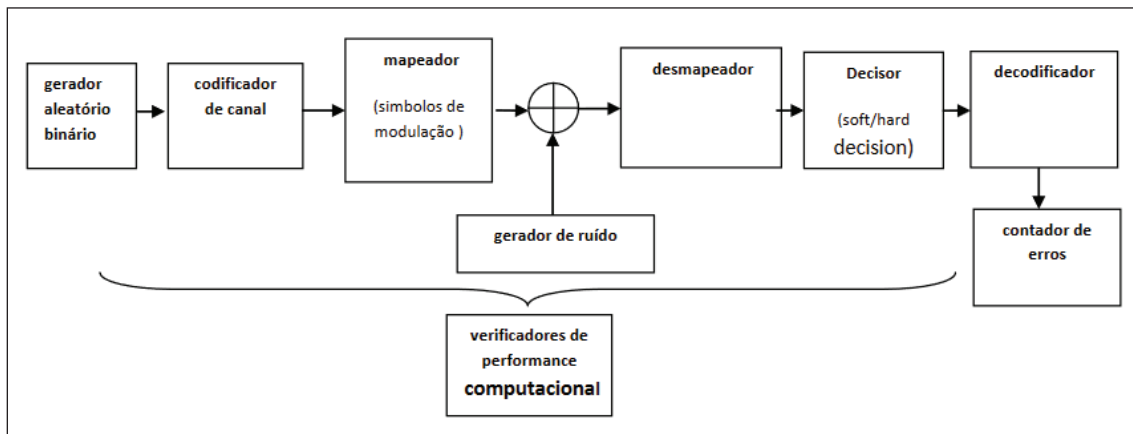 gerador
aleatório
binário
codificador
de canal
mapeador
(simbolos de
modulação )
desmapeador
Decisor
(soft/hard
decision)
decodificador
gerador de ruído
contador de
erros
verificadores de
performance
computacional